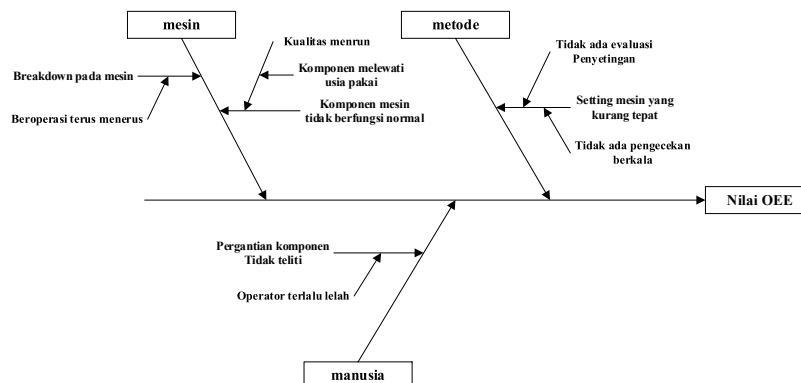 mesin
metode
Kualitas menrun
Komponen melewati
usia pakai
Breakdown pada mesin
Komponen mesin
tidak berfungsi normal
Beroperasi terus menerus
Tidak ada evaluasi
Penyetingan
Setting mesin yang
kurang tepat
Tidak ada pengecekan
berkala
Nilai OEE
Pergantian komponen
Tidak teliti
Operator terlalu lelah
manusia